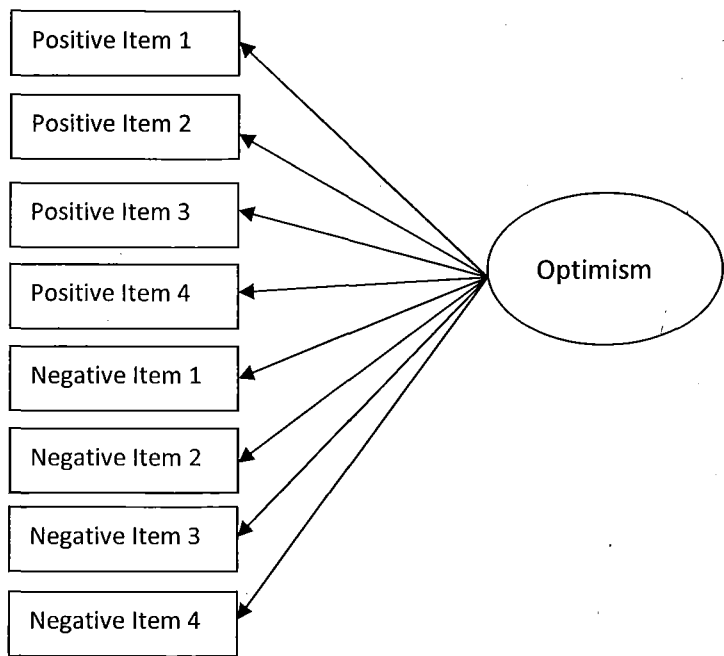 Positive Item 1
Positive Item 2
Positive Item 3
Optimism
Positive Item 4
Negative Item 1
Negative Item 2
Negative Item 3
Negative Item 4